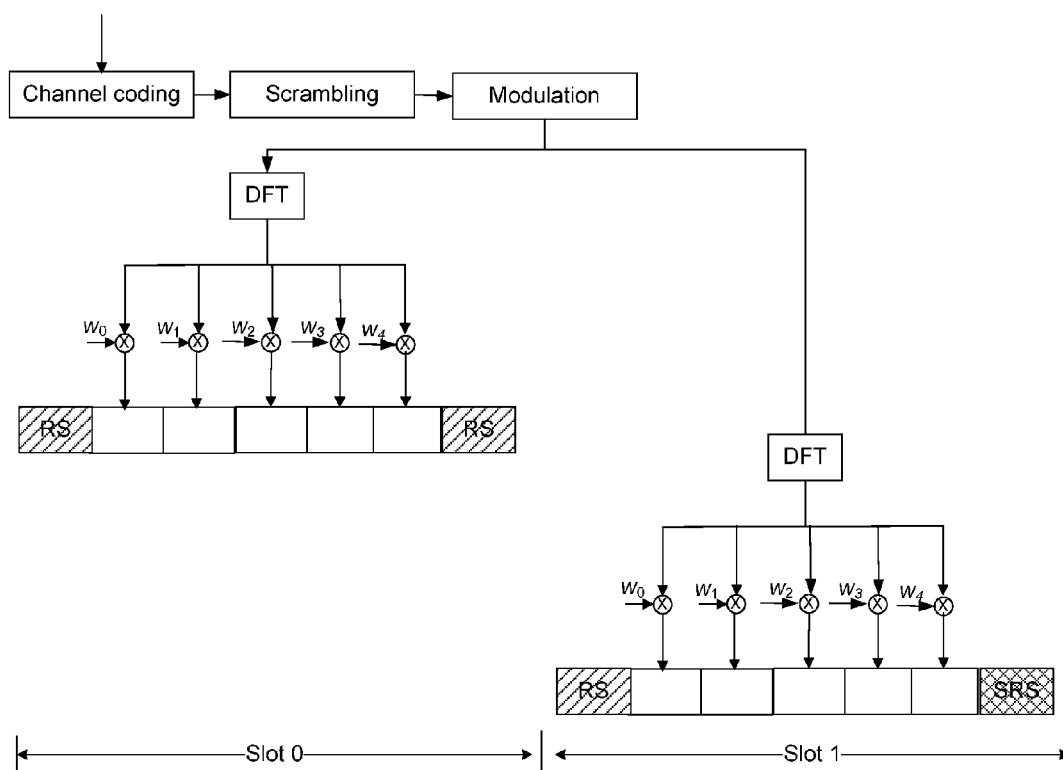 Channel coding
Scrambling
Modulation
DFT
W0 W1 W2 W3 W4
X X X X X
RS RS
DFT
W0 W1 W2 W3 W4
X X X X X
RS SRS
Slot 0 Slot 1